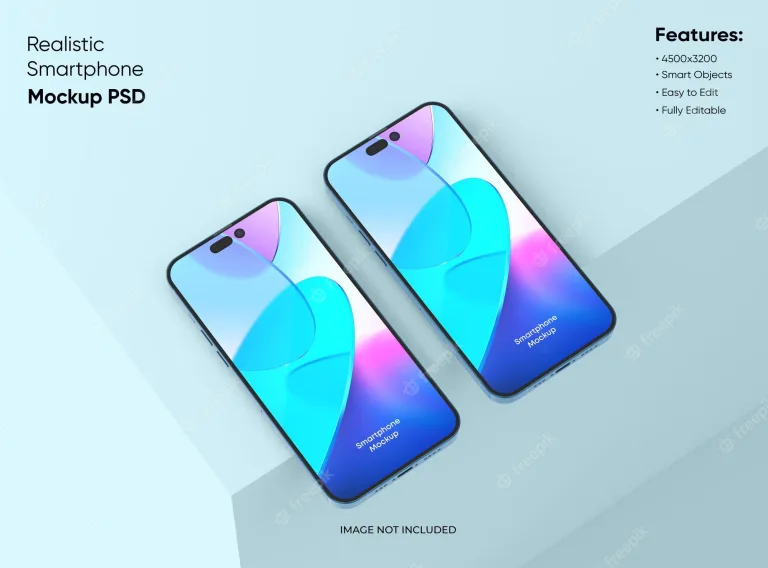 Realistic
Smartphone
Mockup PSD
Features:
• 4500x3200
• Smart Objects
• Easy to Edit
• Fully Editable
Smartphone
Mockup
Smartphone
Mockup
IMAGE NOT INCLUDED
freepik
freepik
freepik
freepik
freepik